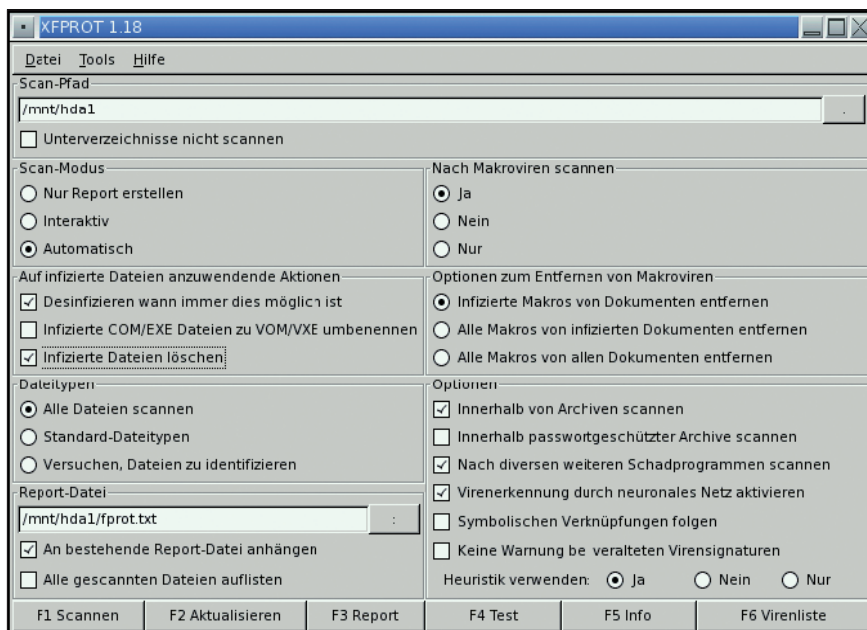 XFPROT 1.18
Datei Tools Hilfe
Scan-Pfad
/mnt/hda1
.
Unterverzeichnisse nicht scannen
Scan-Modus
Nur Report erstellen
Interaktiv
Automatisch
Nach Makroviren scannen
Ja
Nein
Nur
Auf infizierte Dateien anzuwendende Aktionen
Desinfizieren wann immer dies möglich ist
Infizierte COM/EXE Dateien zu VOM/VXE umbenennen
Infizierte Dateien löschen
Optionen zum Entfernen von Makroviren
Infizierte Makros von Dokumenten entfernen
Alle Makros von infizierten Dokumenten entfernen
Alle Makros von allen Dokumenten entfernen
Dateitypen
Alle Dateien scannen
Standard-Dateitypen
Versuchen, Dateien zu identifizieren
Report-Datei
/mnt/hda1/fprot.txt
:
An bestehende Report-Datei anhängen
Alle gescannten Dateien auflisten
Optionen
Innerhalb von Archiven scannen
Innerhalb passwortgeschützter Archive scannen
Nach diversen weiteren Schadprogrammen scannen
Virenerkennung durch neuronales Netz aktivieren
Symbolischen Verknüpfungen folgen
Keine Warnung be veralteten Virensignaturen
Heuristik verwenden: Ja Nein Nur
F1 Scannen F2 Aktualisieren F3 Report F4 Test F5 Info F6 Virenliste